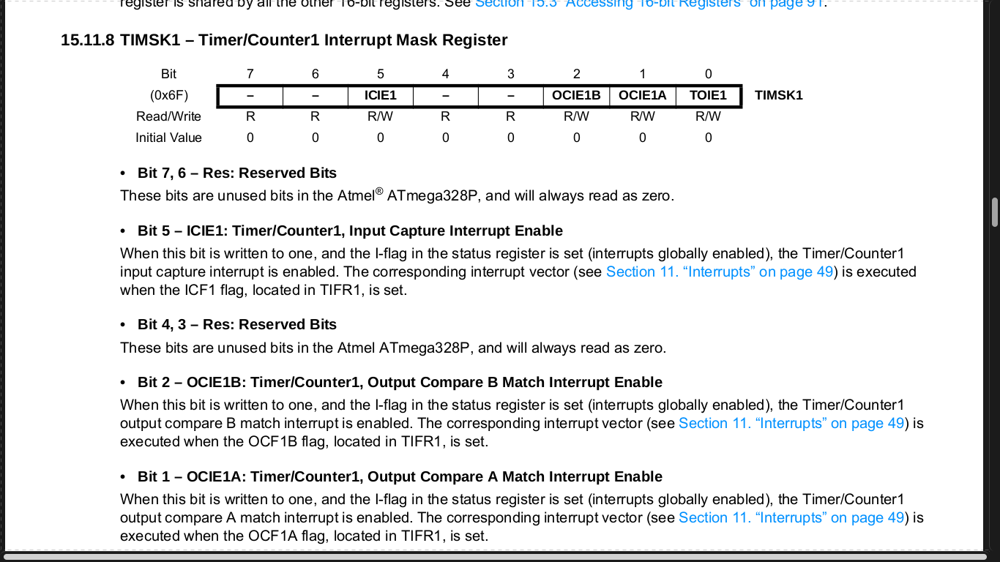 register is shared by all the other 16-bit registers. See Section 15.3 “Accessing 16-bit Registers” on page 91.
15.11.8 TIMSK1 – Timer/Counter1 Interrupt Mask Register
Bit 7 6 5 4 3 2 1 0
(0x6F) – – ICIE1 – – OCIE1B OCIE1A TOIE1 TIMSK1
Read/Write R R R/W R R R/W R/W R/W
Initial Value 0 0 0 0 0 0 0 0
• Bit 7, 6 – Res: Reserved Bits
These bits are unused bits in the Atmel® ATmega328P, and will always read as zero.
• Bit 5 – ICIE1: Timer/Counter1, Input Capture Interrupt Enable
When this bit is written to one, and the I-flag in the status register is set (interrupts globally enabled), the Timer/Counter1
input capture interrupt is enabled. The corresponding interrupt vector (see Section 11. “Interrupts” on page 49) is executed
when the ICF1 flag, located in TIFR1, is set.
• Bit 4, 3 – Res: Reserved Bits
These bits are unused bits in the Atmel ATmega328P, and will always read as zero.
• Bit 2 – OCIE1B: Timer/Counter1, Output Compare B Match Interrupt Enable
When this bit is written to one, and the I-flag in the status register is set (interrupts globally enabled), the Timer/Counter1
output compare B match interrupt is enabled. The corresponding interrupt vector (see Section 11. “Interrupts” on page 49) is
executed when the OCF1B flag, located in TIFR1, is set.
• Bit 1 – OCIE1A: Timer/Counter1, Output Compare A Match Interrupt Enable
When this bit is written to one, and the I-flag in the status register is set (interrupts globally enabled), the Timer/Counter1
output compare A match interrupt is enabled. The corresponding interrupt vector (see Section 11. “Interrupts” on page 49) is
executed when the OCF1A flag, located in TIFR1, is set.